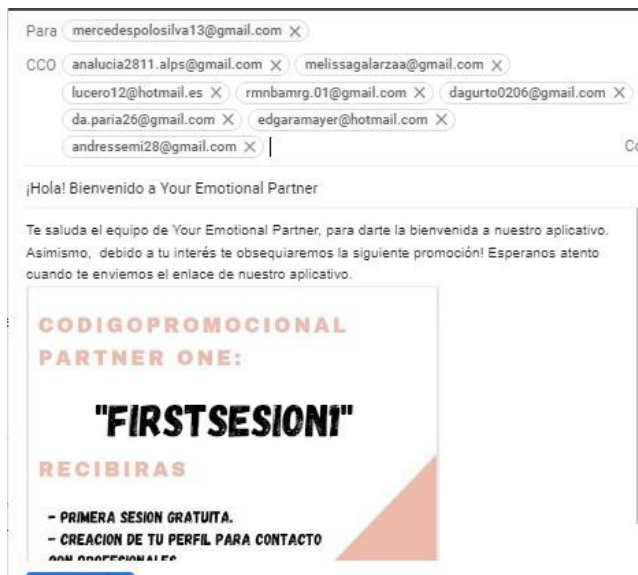 Para mercedespolosilva13@gmail.com
CCO analucia2811.alps@gmail.com melissagalarzaa@gmail.com
lucero12@hotmail.es rmnbamrg.01@gmail.com dagurto0206@gmail.com
da.paria26@gmail.com edgaramayer@hotmail.com
andressemi28@gmail.com
¡Hola! Bienvenido a Your Emotional Partner
Te saluda el equipo de Your Emotional Partner, para darte la bienvenida a nuestro aplicativo.
Asimismo, debido a tu interés te obsequiaremos la siguiente promoción! Esperanos atento
cuando te enviemos el enlace de nuestro aplicativo.
CODIGOPROMOCIONAL
PARTNER ONE:
"FIRSTSESION1"
RECIBIRAS
- PRIMERA SESION GRATUITA.
- CREACION DE TU PERFIL PARA CONTACTO
CON PROFESIONALES